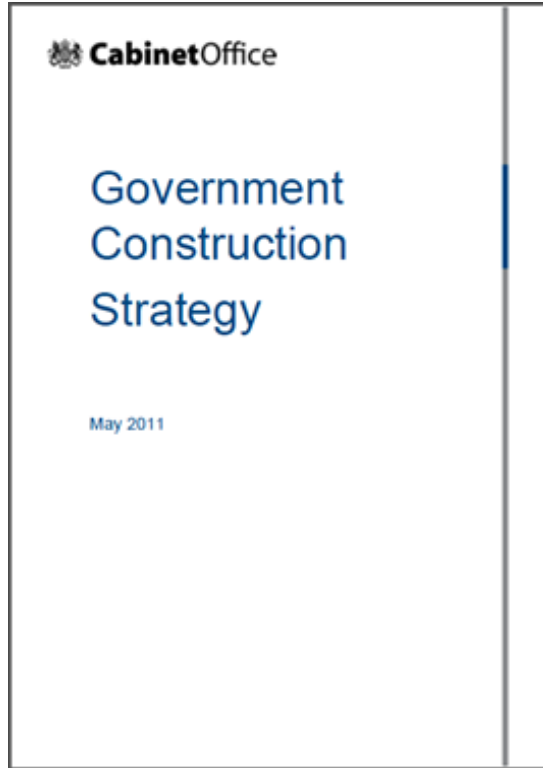 CabinetOffice
Government
Construction
Strategy
May 2011